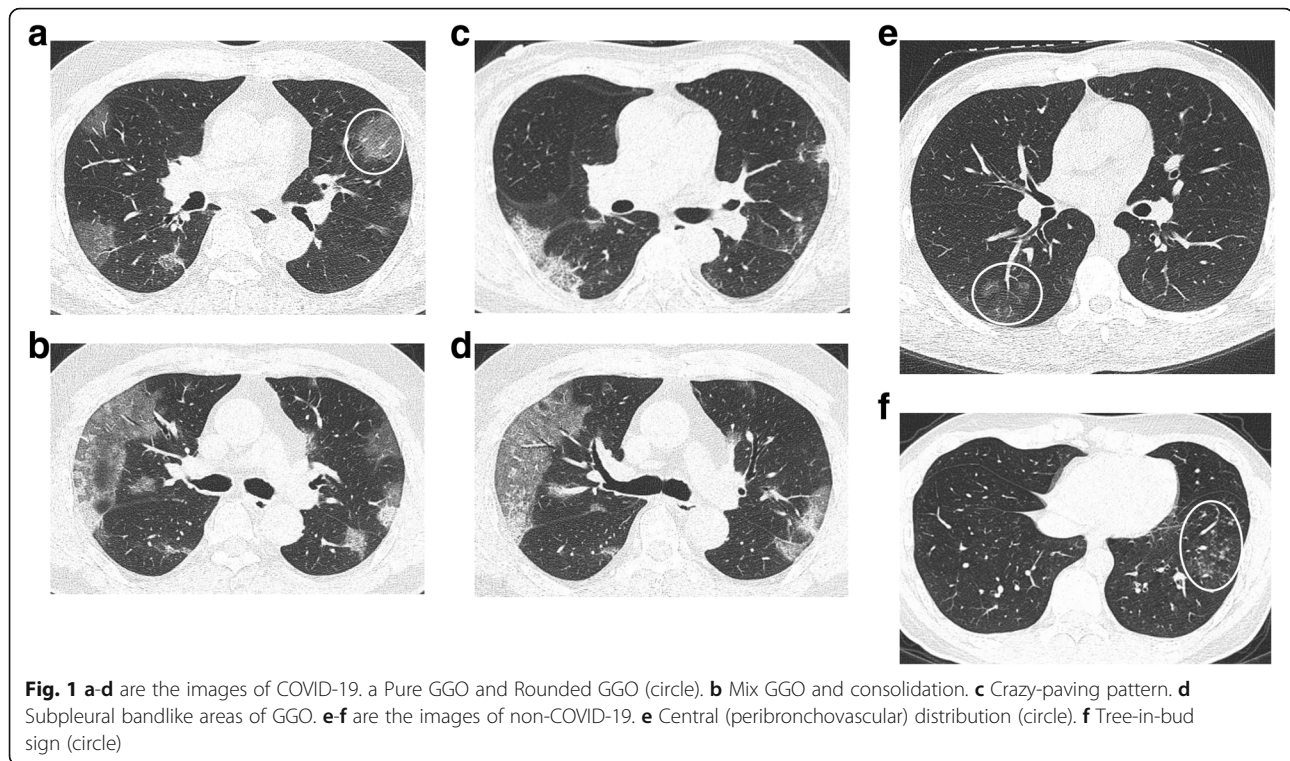 a
c
e
b
d
f
Fig. 1 a-d are the images of COVID-19. a Pure GGO and Rounded GGO (circle). b Mix GGO and consolidation. c Crazy-paving pattern. d
Subpleural bandlike areas of GGO. e-f are the images of non-COVID-19. e Central (peribronchovascular) distribution (circle). f Tree-in-bud
sign (circle)